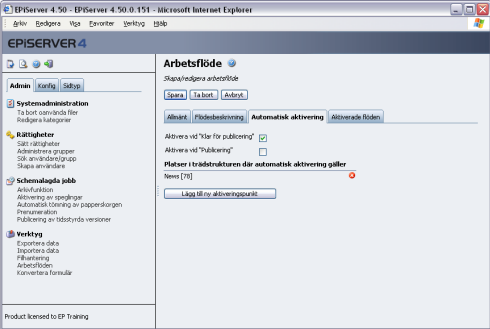 EPiServer 4.50 - EPiServer 4.50.0.151 - Microsoft Internet Explorer
Arkiv Redigera Visa Favoriter Verktyg Hjälp
EPiSERVER 4
Admin Konfig Sidtyp
Systemadministration
Ta bort oanvända filer
Redigera kategorier
Rättigheter
Sätt rättigheter
Administrera grupper
Sök användare/grupp
Skapa användare
Schemalagda jobb
Arkivfunktion
Aktivering av speglingar
Automatisk tömning av papperskorgen
Prenumeration
Publicering av tidsstyrda versioner
Verktyg
Exportera data
Importera data
Filhantering
Arbetsflöden
Konvertera formulär
Product licensed to EP Training
Arbetsflöde
Skapa/redigera arbetsflöde
Spara Ta bort Avbryt
Allmänt Flödesbeskrivning Automatisk aktivering Aktiverade flöden
Aktivera vid "Klar för publicering"
Aktivera vid "Publicering"
Platser i trädstrukturen där automatisk aktivering gäller
News [78]
Lägg till ny aktiveringspunkt